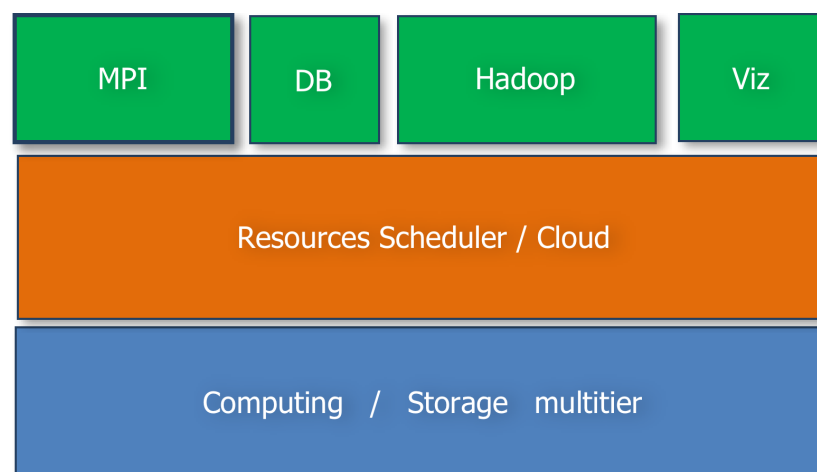 MPI
DB
Hadoop
Viz
Resources Scheduler / Cloud
Computing / Storage multitier